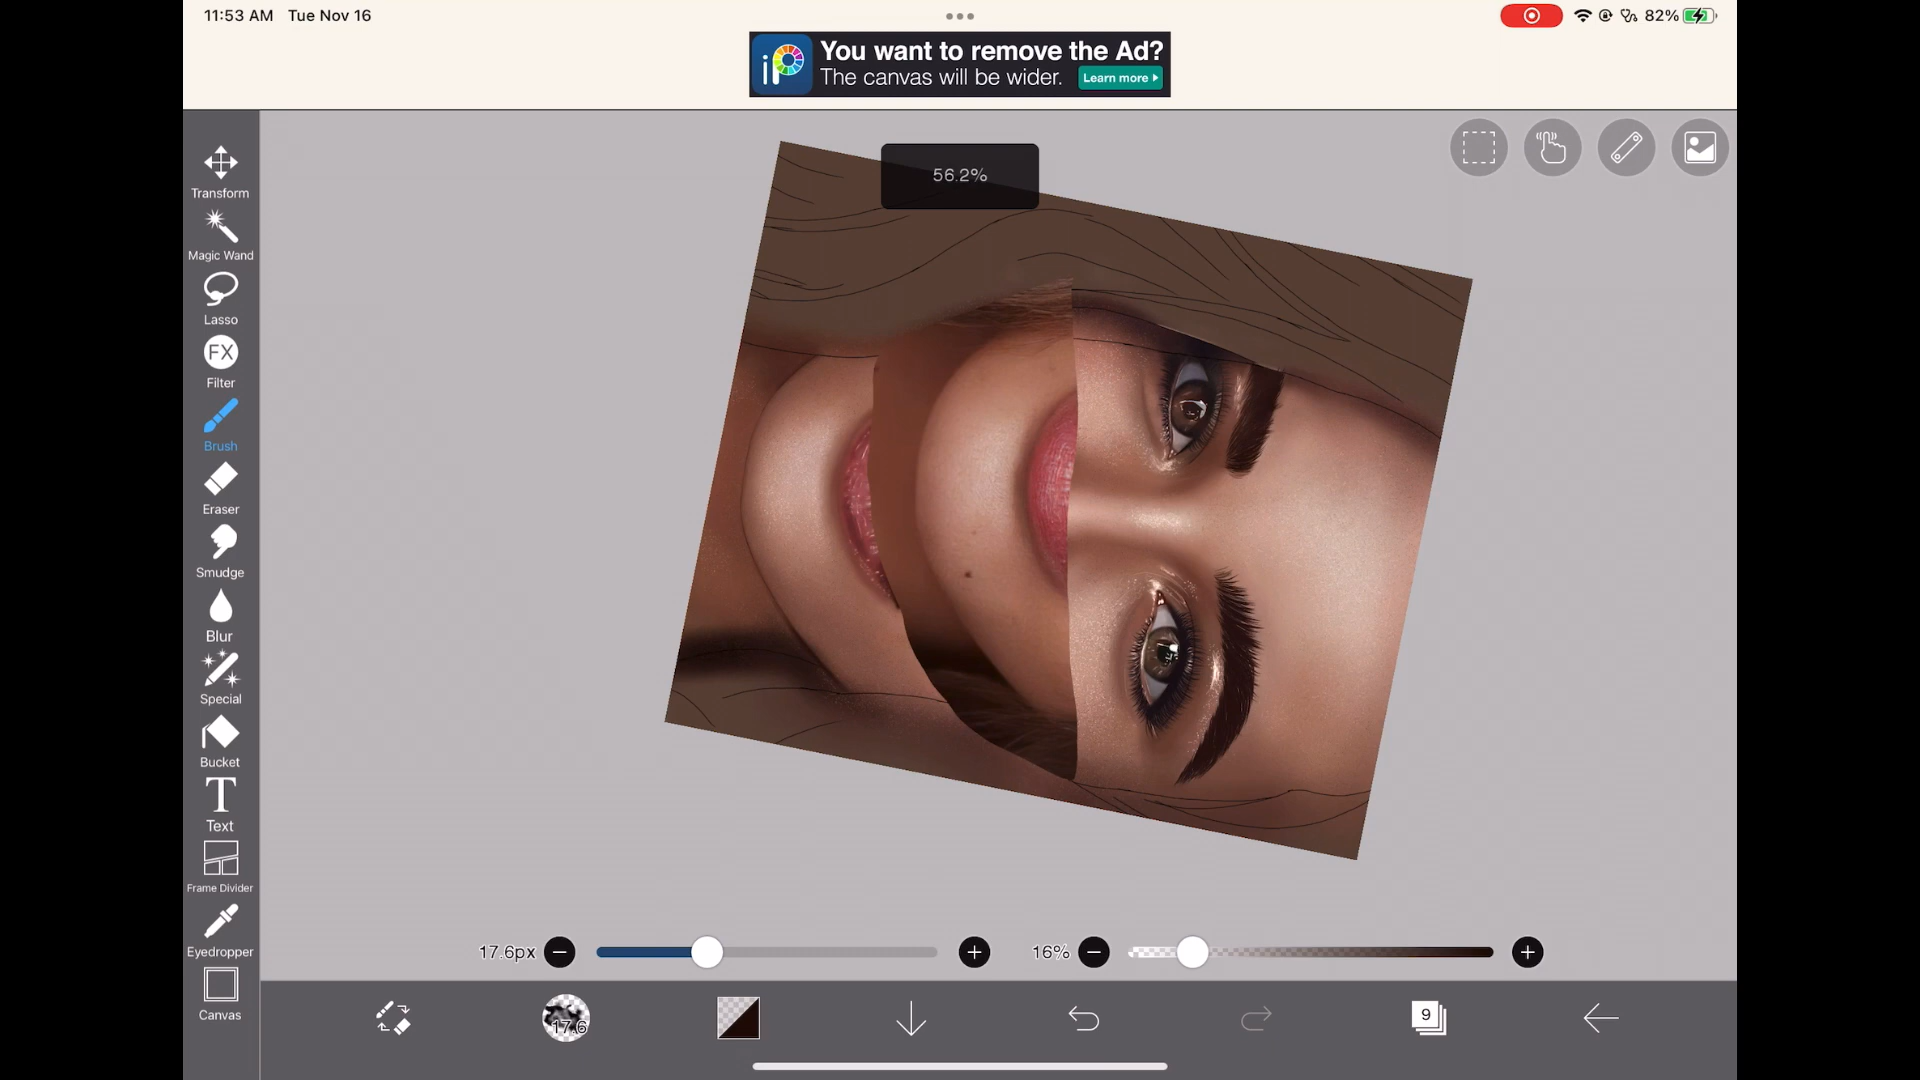 11:53 AM Tue Nov 16
82%
iP
You want to remove the Ad?
The canvas will be wider.
Learn more
56.2%
Transform
Magic Wand
Lasso
FX
Filter
Brush
Eraser
Smudge
Blur
Special
Bucket
T
Text
Frame Divider
Eyedropper
Canvas
17.6px
16%
17.6
9